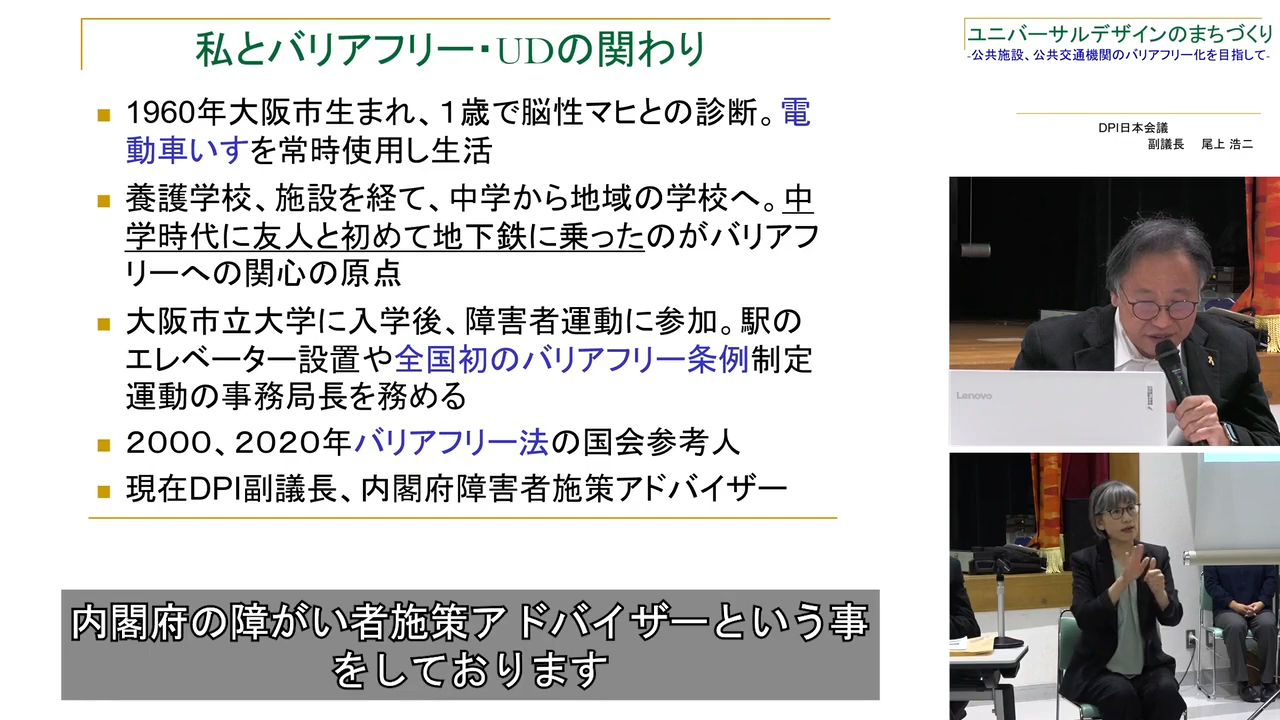 私とバリアフリー・UDの関わり
1960年大阪市生まれ、1歳で脳性マヒとの診断。電
動車いすを常時使用し生活
養護学校、施設を経て、中学から地域の学校へ。中
学時代に友人と初めて地下鉄に乗ったのがバリアフ
リーへの関心の原点
大阪市立大学に入学後、障害者運動に参加。駅の
エレベーター設置や全国初のバリアフリー条例制定
運動の事務局長を務める
2000、2020年バリアフリー法の国会参考人
現在DPI副議長、内閣府障害者施策アドバイザー
内閣府の障がい者施策アドバイザーという事
をしております
ユニバーサルデザインのまちづくり
-公共施設、公共交通機関のバリアフリー化を目指して-
DPI日本会議
副議長 尾上 浩二
Lenovo